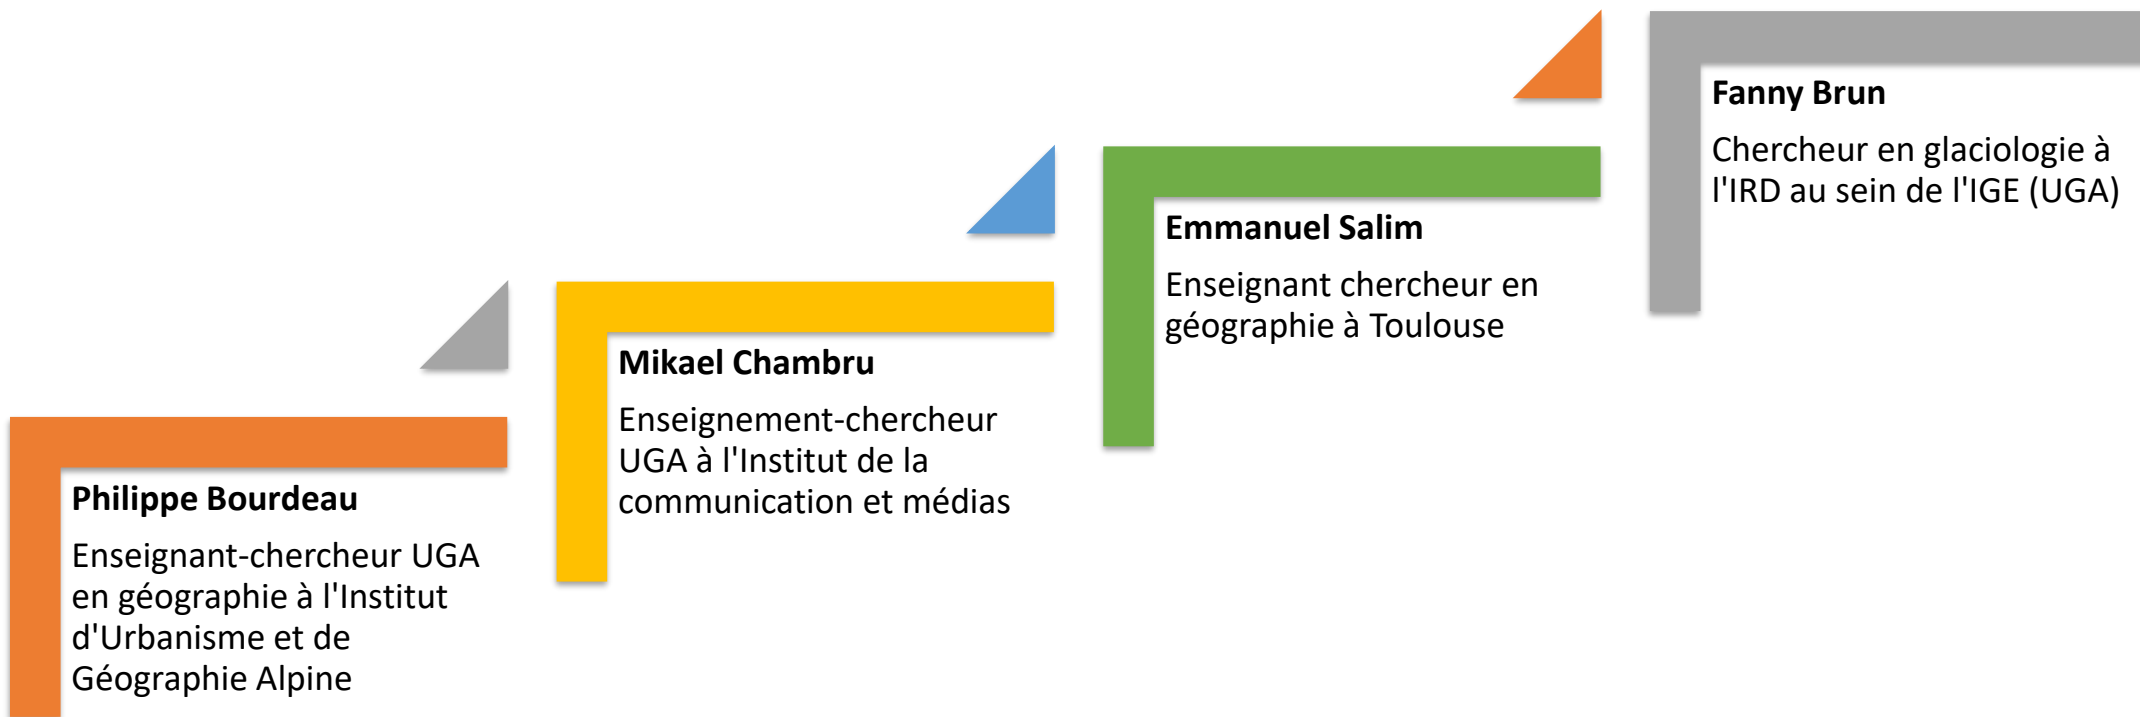 Philippe Bourdeau
Enseignant-chercheur UGA
en géographie à l'Institut
d'Urbanisme et de
Géographie Alpine
Mikael Chambru
Enseignement-chercheur
UGA à l'Institut de la
communication et médias
Emmanuel Salim
Enseignant chercheur en
géographie à Toulouse
Fanny Brun
Chercheur en glaciologie à
l'IRD au sein de l'IGE (UGA)